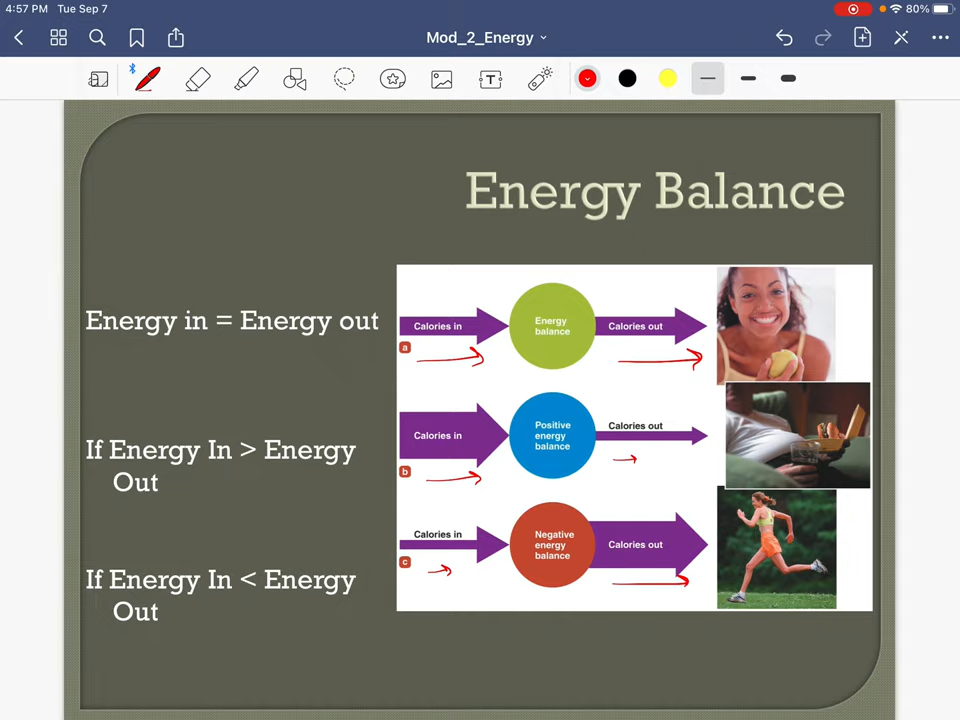 4:57 PM Tue Sep 7
80%
Mod_2_Energy
T
Energy Balance
Energy in = Energy out
If Energy In > Energy
Out
If Energy In < Energy
Out
Calories in
Energy
balance
Calories out
a
Calories in
Positive
energy
balance
Calories out
b
Calories in
Negative
energy
balance
Calories out
c